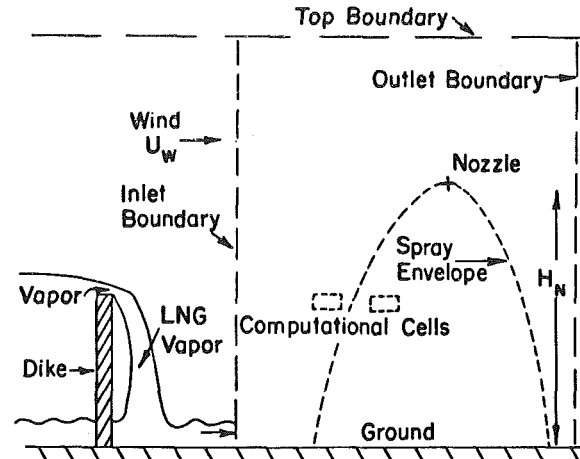 Top Boundary
Outlet Boundary
Wind
U_W
Nozzle
Inlet
Boundary
Spray
Envelope
H_N
Vapor
LNG
Vapor
Computational Cells
Dike
Ground